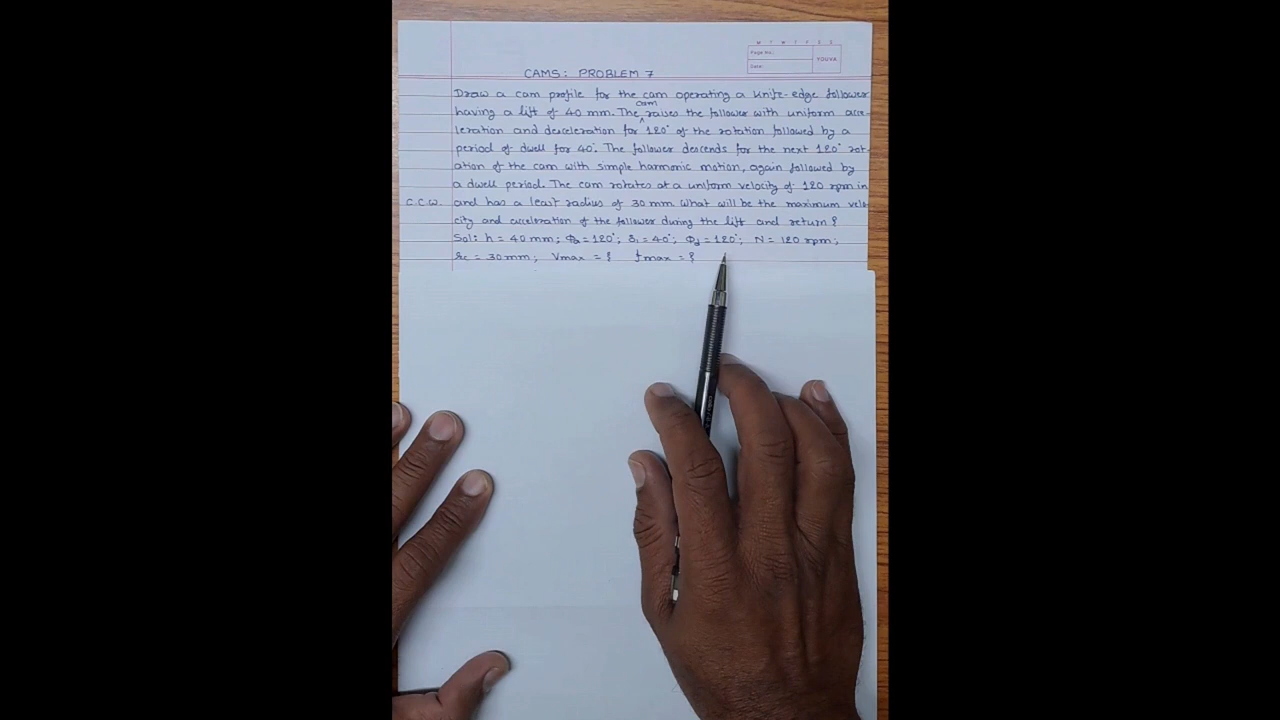 M T W T F S S
Page No.:
Date:
YOUVA
CAMS: PROBLEM 7
Draw a cam profile for the cam operating a knife-edge follower
having a lift of 40 mm. The cam raises the follower with uniform acce-
leration and desceleration for 120° of the rotation followed by a
period of dwell for 40°. The follower descends for the next 120° rot-
ation of the cam with simple harmonic motion, again followed by
a dwell period. The cam rotates at a uniform velocity of 120 rpm in
C.C.W. and has a least radius of 30 mm. What will be the maximum velo-
city and acceleration of the follower during the lift and return?
Sol: h = 40 mm; φa = 120°; δ1 = 40°; φd = 120°; N = 120 rpm;
rc = 30 mm; Vmax = ? fmax = ?